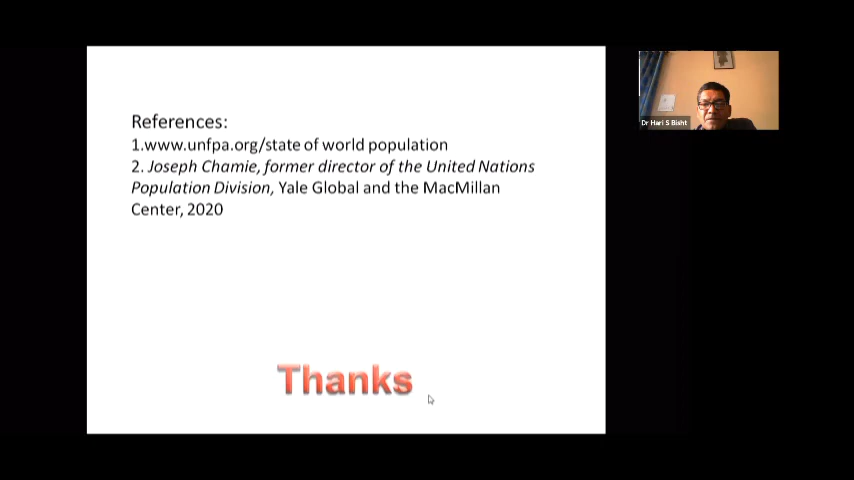 References:
1.www.unfpa.org/state of world population
2. Joseph Chamie, former director of the United Nations
Population Division, Yale Global and the MacMillan
Center, 2020
Thanks
Dr Hari S Bisht